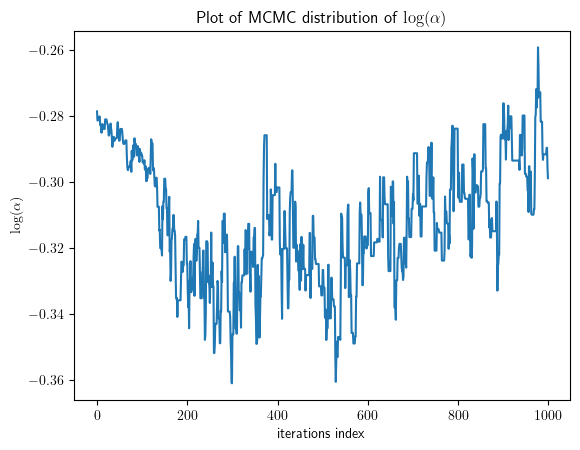 Plot of MCMC distribution of log(α)
−0.26
−0.28
−0.30
−0.32
−0.34
−0.36
log(α)
0 200 400 600 800 1000
iterations index